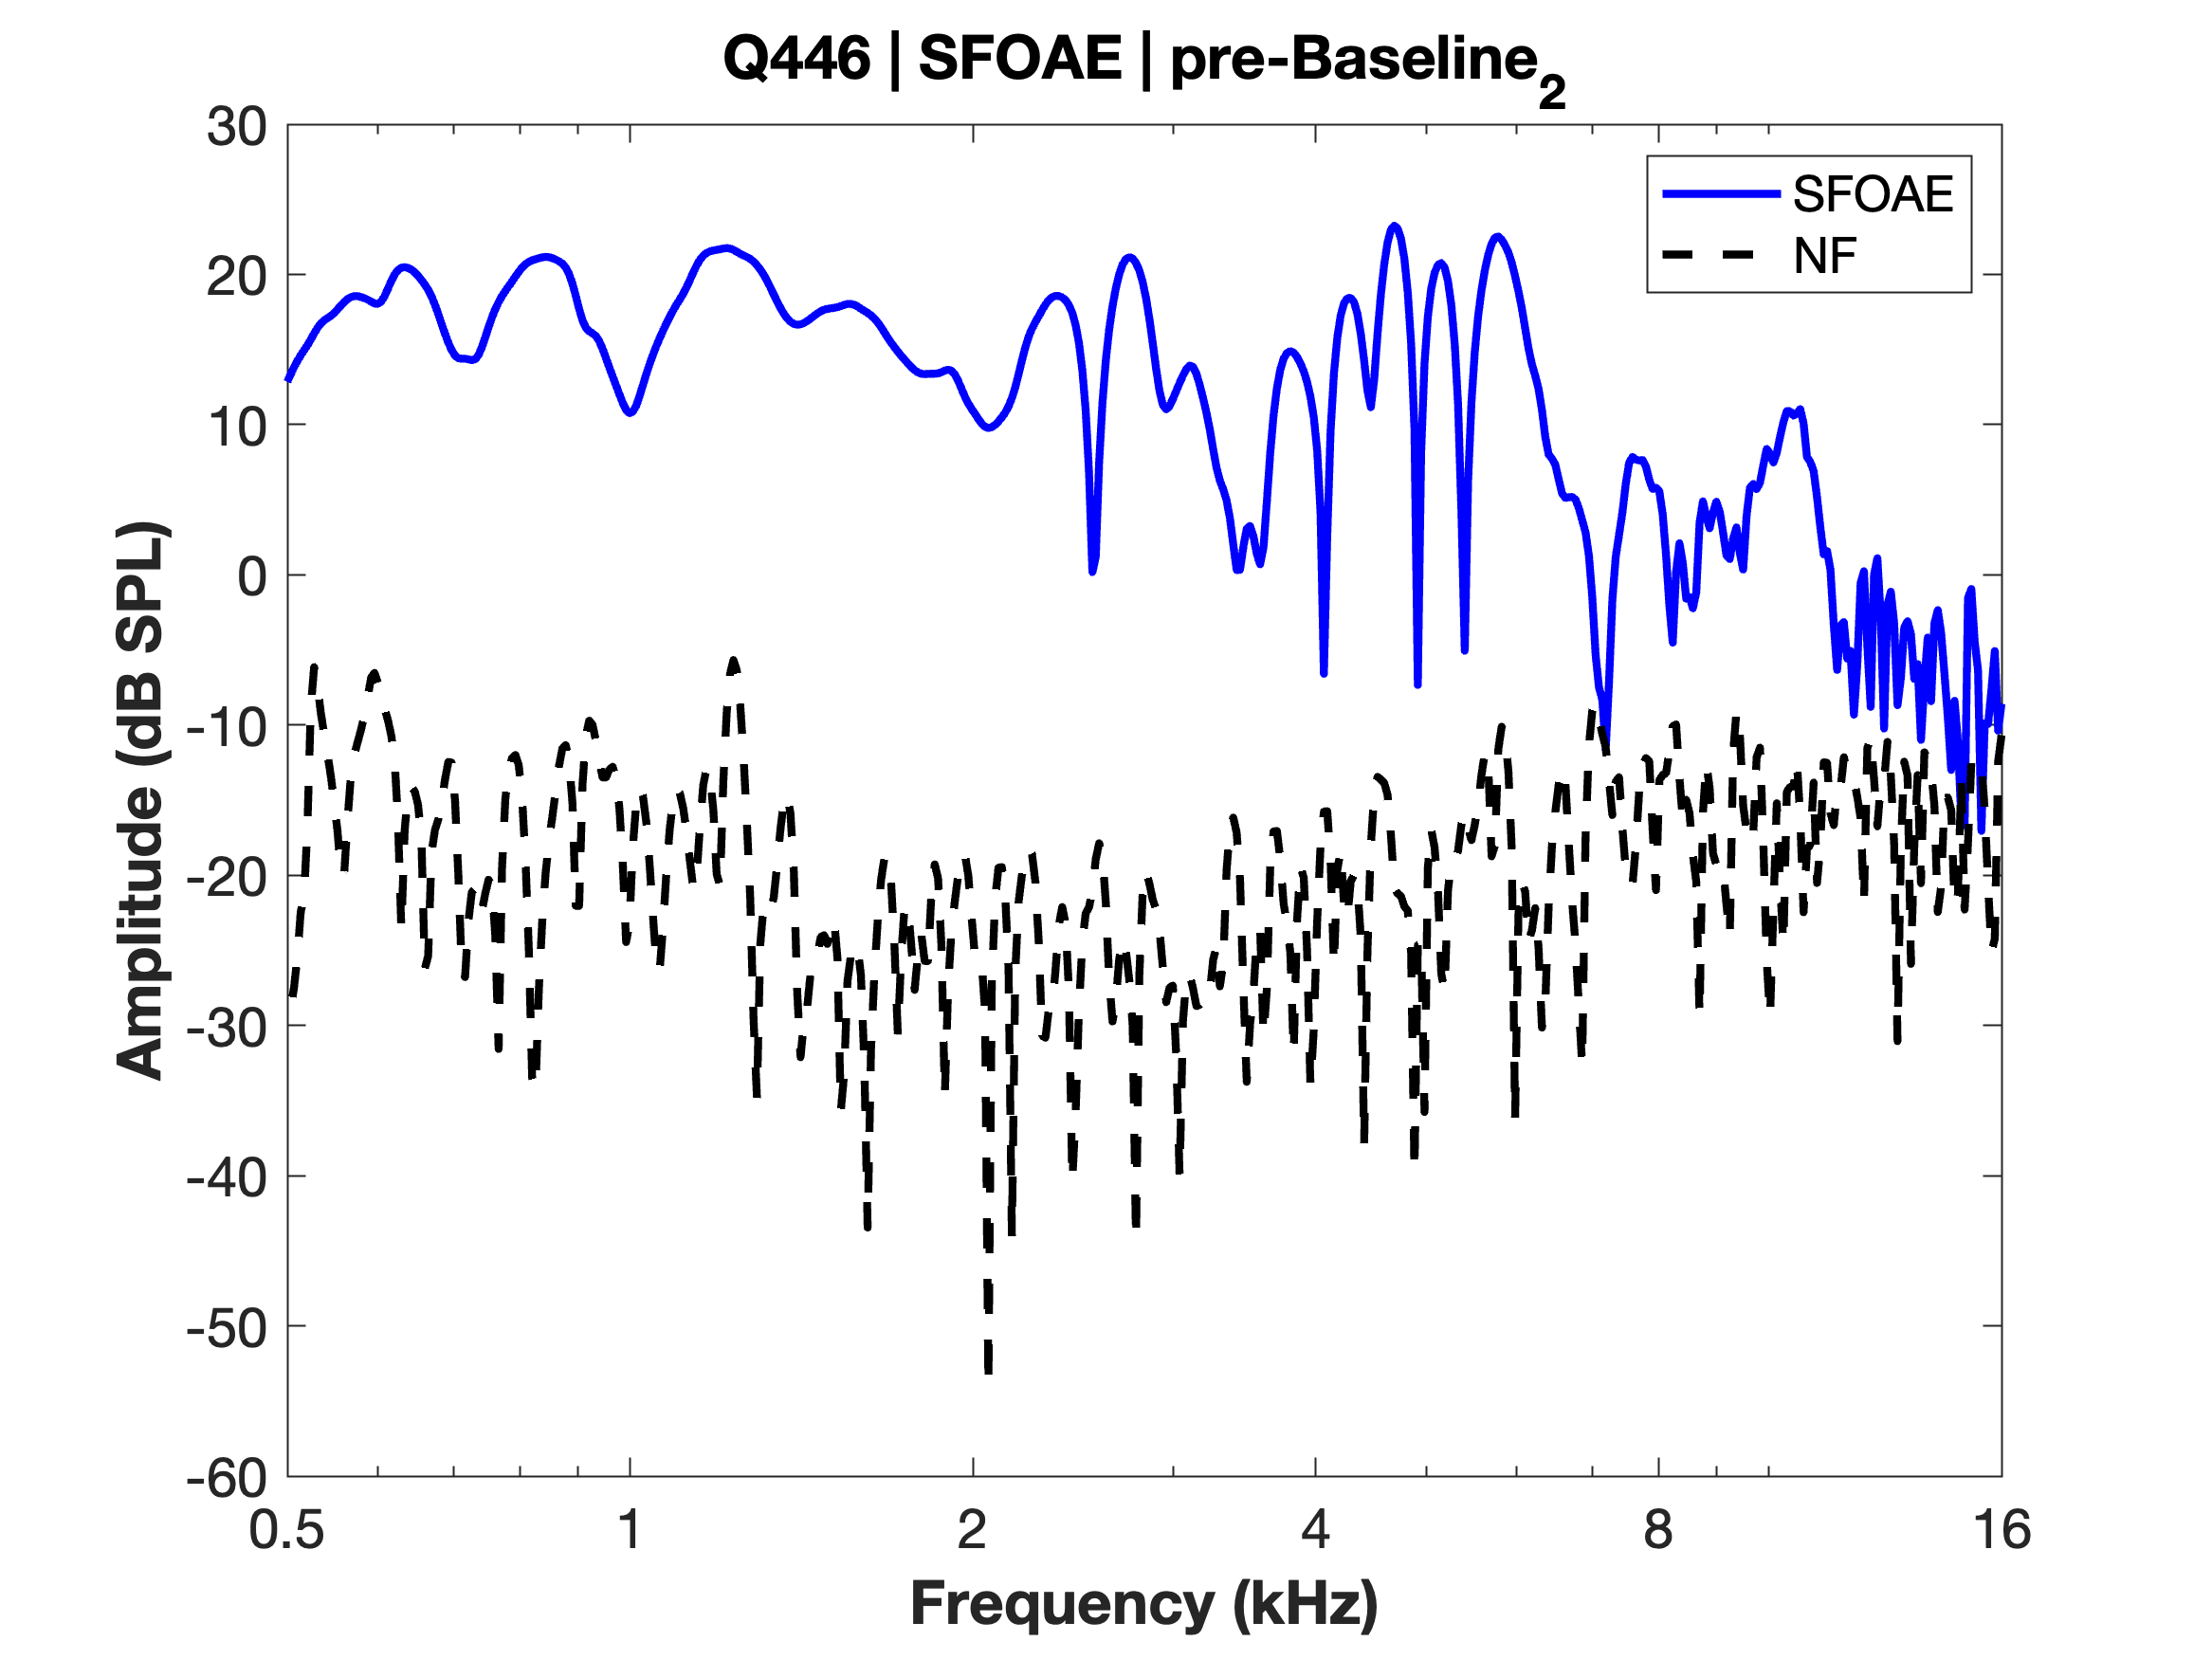 Q446 | SFOAE | pre-Baseline2
30
20
10
0
-10
-20
-30
-40
-50
-60
Amplitude (dB SPL)
SFOAE
NF
0.5 1 2 4 8 16
Frequency (kHz)